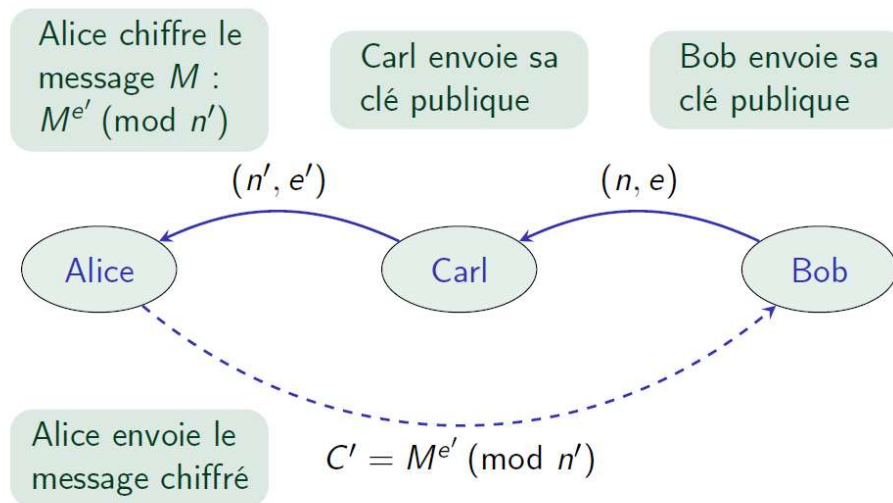 Alice chiffre le
message M :
M^{e'} (mod n')
Carl envoie sa
clé publique
Bob envoie sa
clé publique
(n', e')
(n, e)
Alice
Carl
Bob
Alice envoie le
message chiffré
C' = M^{e'} (mod n')